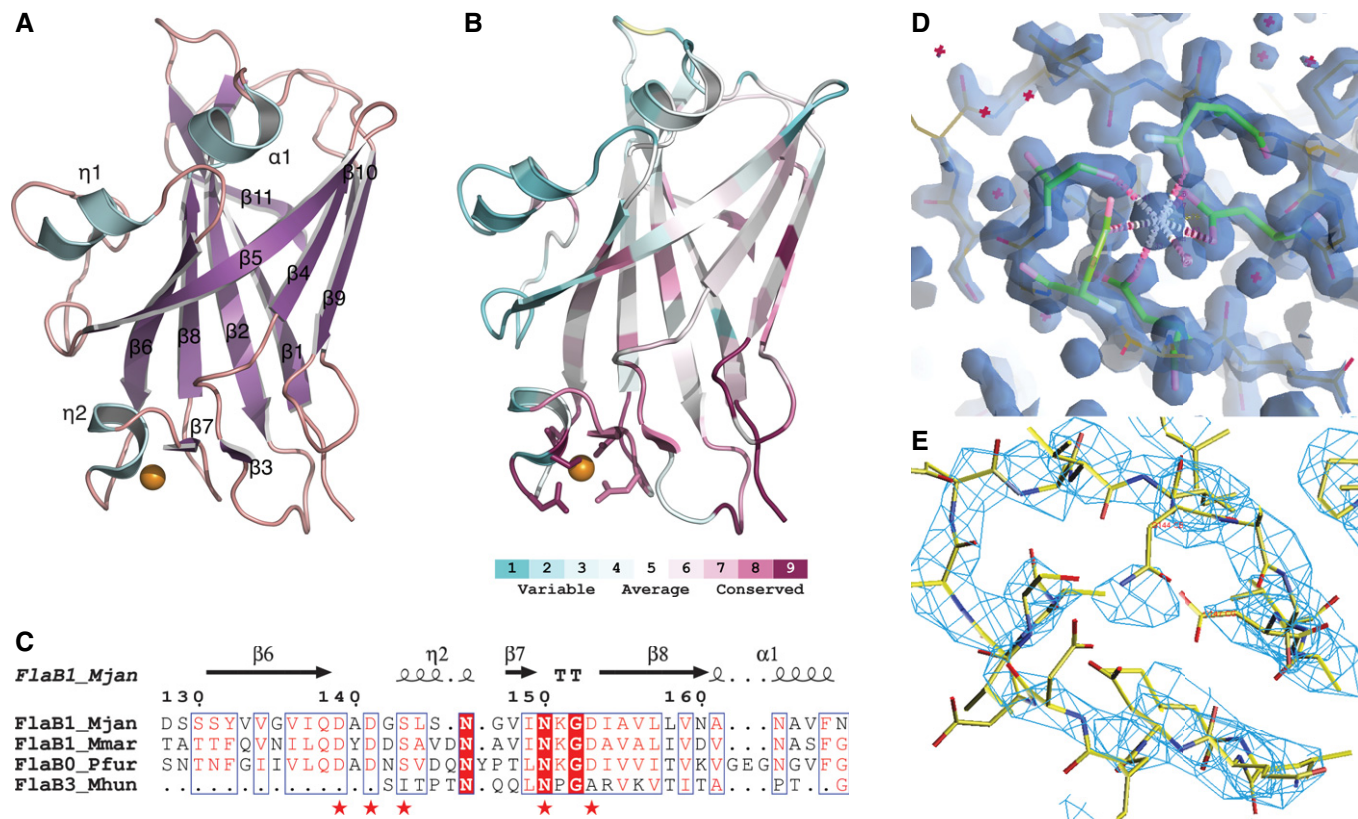 A
B
D
η1
α1
β10
β11
β5
β4
β9
β6
β8
β2
β1
η2
β7
β3
1 2 3 4 5 6 7 8 9
Variable Average Conserved
E
C
β6 η2 β7 β8 α1
FlaB1_Mjan TT
130 140 150 160
FlaB1_Mjan DSSSYVVGVIQDADGSLS.N.GVINKGDIAVLLVNA...NAVFN
FlaB1_Mmar TATTFQVNILQDYDDSAVDN.AVINKGDAVALIVDV...NASFG
FlaB0_Pfur SNTNFGIIVLQDADNSVDQNYPTLNKGDIVVITVKVGEGNGVFG
FlaB3_Mhun ..............SITPTN.QQLNPGARVKVTITA...PT..G